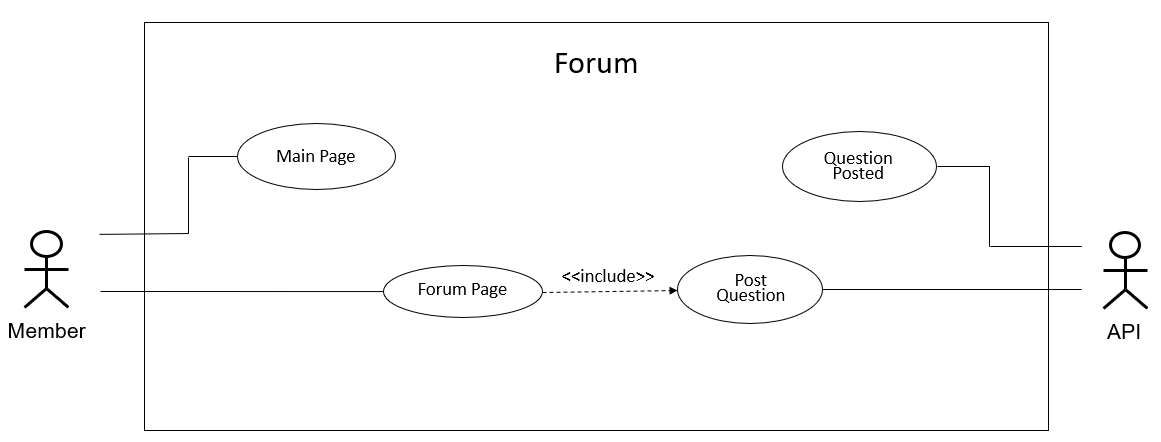 Forum
Main Page
Question
Posted
Forum Page
<<include>>
Post
Question
Member
API